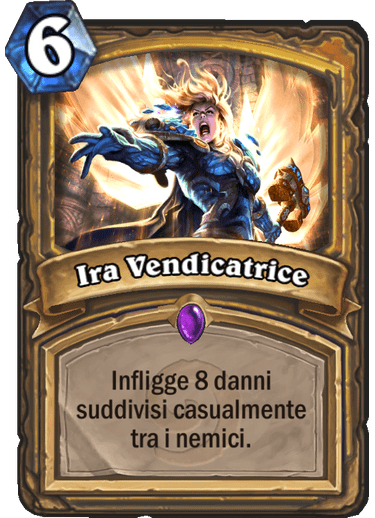 6
Ira Vendicatrice
Infligge 8 danni
suddivisi casualmente
tra i nemici.